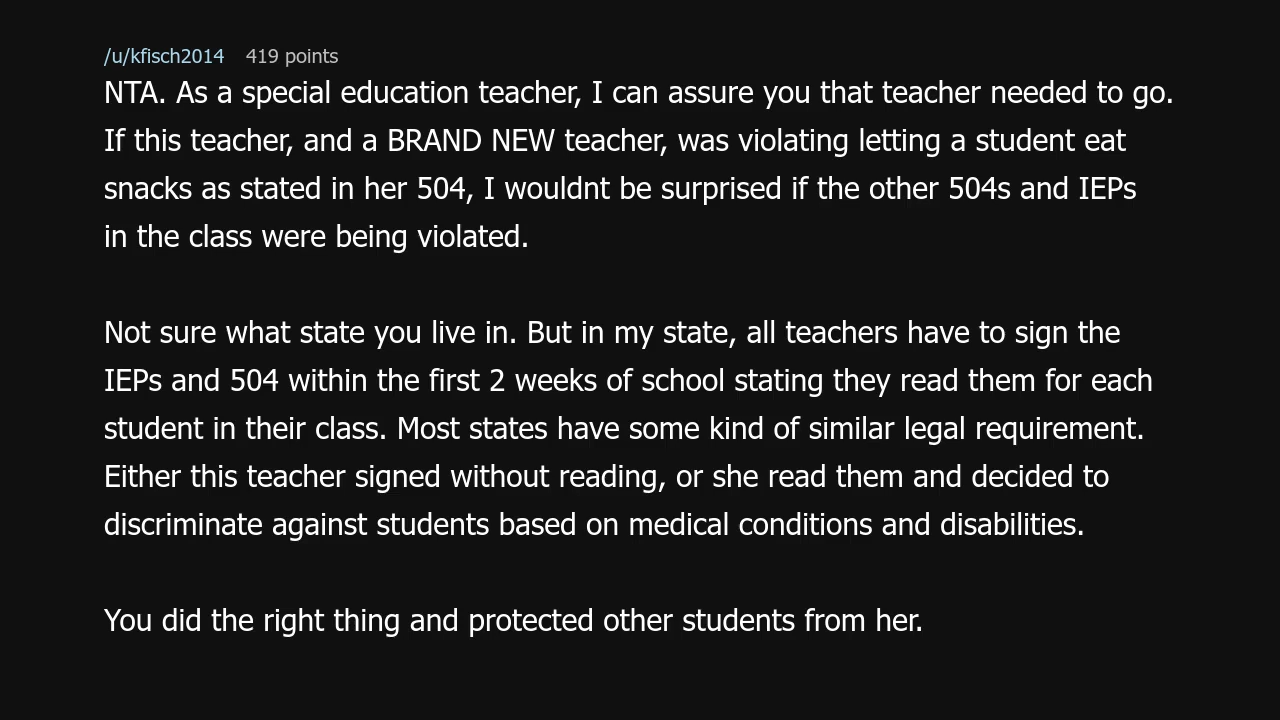 /u/kfisch2014 419 points
NTA. As a special education teacher, I can assure you that teacher needed to go.
If this teacher, and a BRAND NEW teacher, was violating letting a student eat
snacks as stated in her 504, I wouldnt be surprised if the other 504s and IEPs
in the class were being violated.
Not sure what state you live in. But in my state, all teachers have to sign the
IEPs and 504 within the first 2 weeks of school stating they read them for each
student in their class. Most states have some kind of similar legal requirement.
Either this teacher signed without reading, or she read them and decided to
discriminate against students based on medical conditions and disabilities.
You did the right thing and protected other students from her.